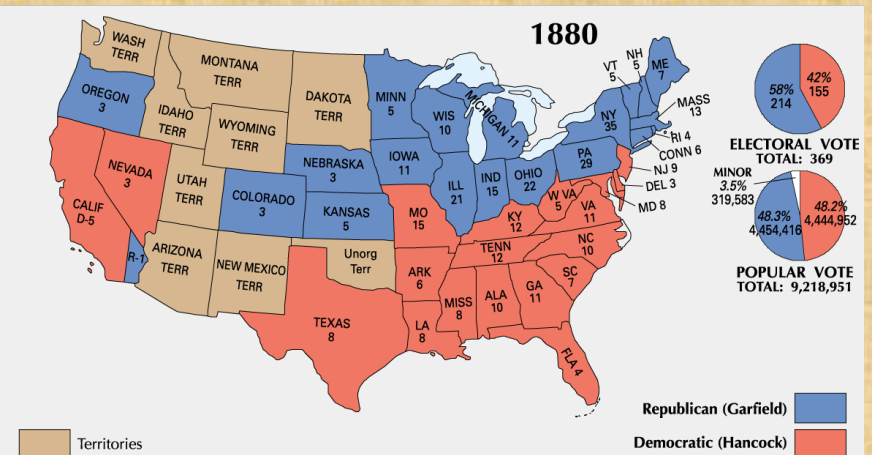 1880
WASH
TERR
MONTANA
TERR
DAKOTA
TERR
MINN
5
OREGON
3
IDAHO
TERR
WYOMING
TERR
WIS
10
MICHIGAN 11
NEVADA
3
UTAH
TERR
COLORADO
3
NEBRASKA
3
KANSAS
5
IOWA
11
ILL
21
IND
15
OHIO
22
PA
29
NY
35
VT
5
NH
5
ME
7
MASS
13
RI 4
CONN 6
NJ 9
DEL 3
MD 8
CALIF
D-5
R-1
ARIZONA
TERR
NEW MEXICO
TERR
Unorg
Terr
MO
15
KY
12
W VA
5
VA
11
TENN
12
NC
10
SC
7
ARK
6
MISS
8
ALA
10
GA
11
TEXAS
8
LA
8
FLA 4
58%
214
42%
155
ELECTORAL VOTE
TOTAL: 369
MINOR
3.5%
319,583
48.3%
4,454,416
48.2%
4,444,952
POPULAR VOTE
TOTAL: 9,218,951
Republican (Garfield)
Democratic (Hancock)
Territories